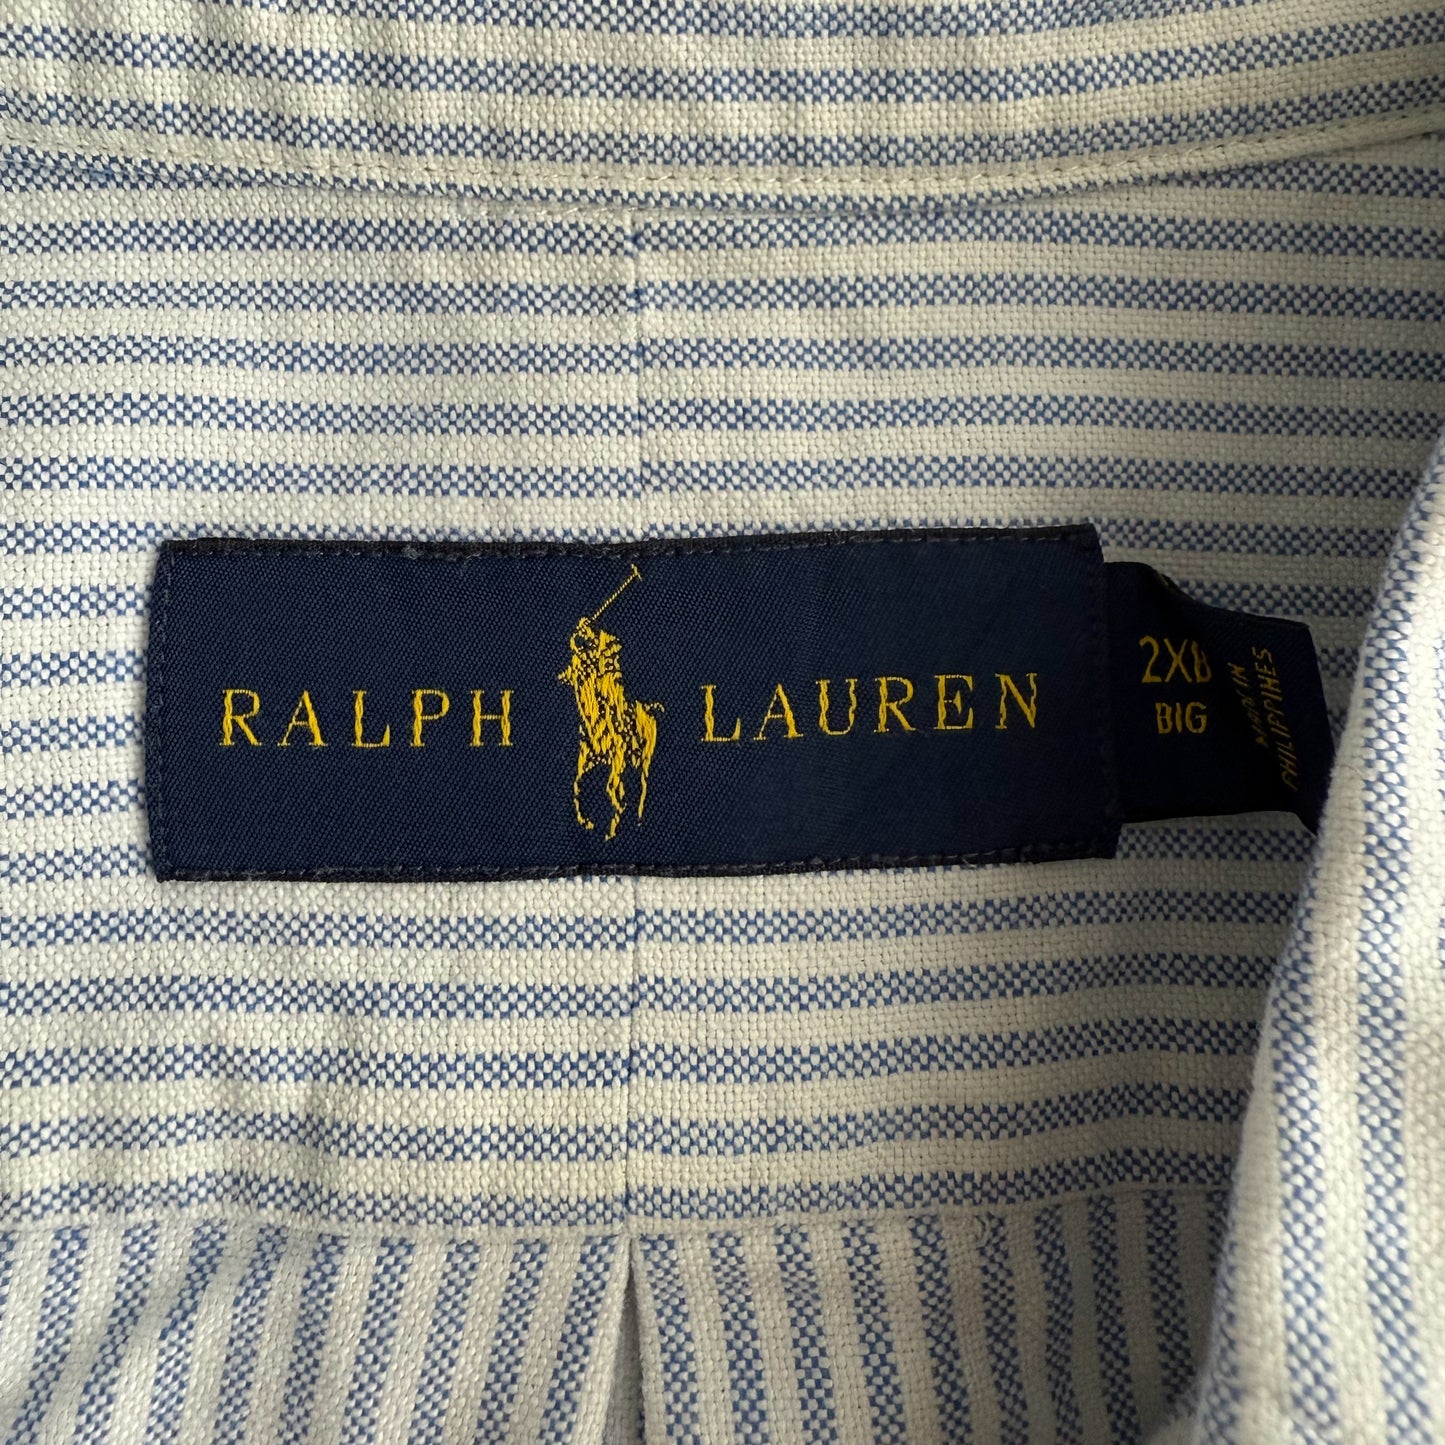 RALPH LAUREN
2XB
BIG
MADE IN
PHILIPPINES